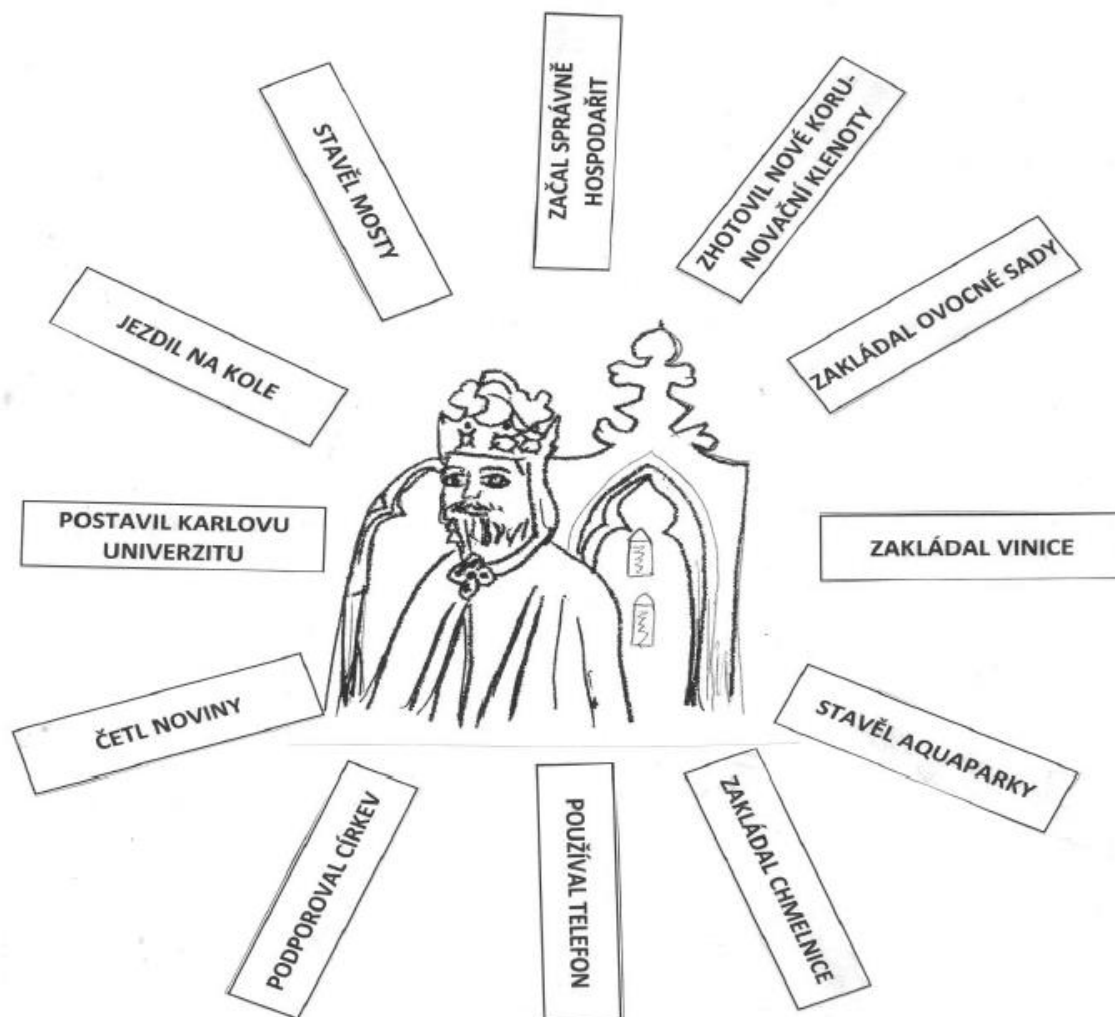 ZAČAL SPRÁVNĚ
HOSPODAŘIT
ZHOTOVIL NOVÉ KORU-
NOVAČNÍ KLENOTY
ZAKLÁDAL OVOCNÉ SADY
ZAKLÁDAL VINICE
STAVĚL AQUAPARKY
ZAKLÁDAL CHMELNICE
POUŽÍVAL TELEFON
PODPOROVAL CÍRKEV
ČETL NOVINY
POSTAVIL KARLOVU
UNIVERZITU
JEZDIL NA KOLE
STAVĚL MOSTY